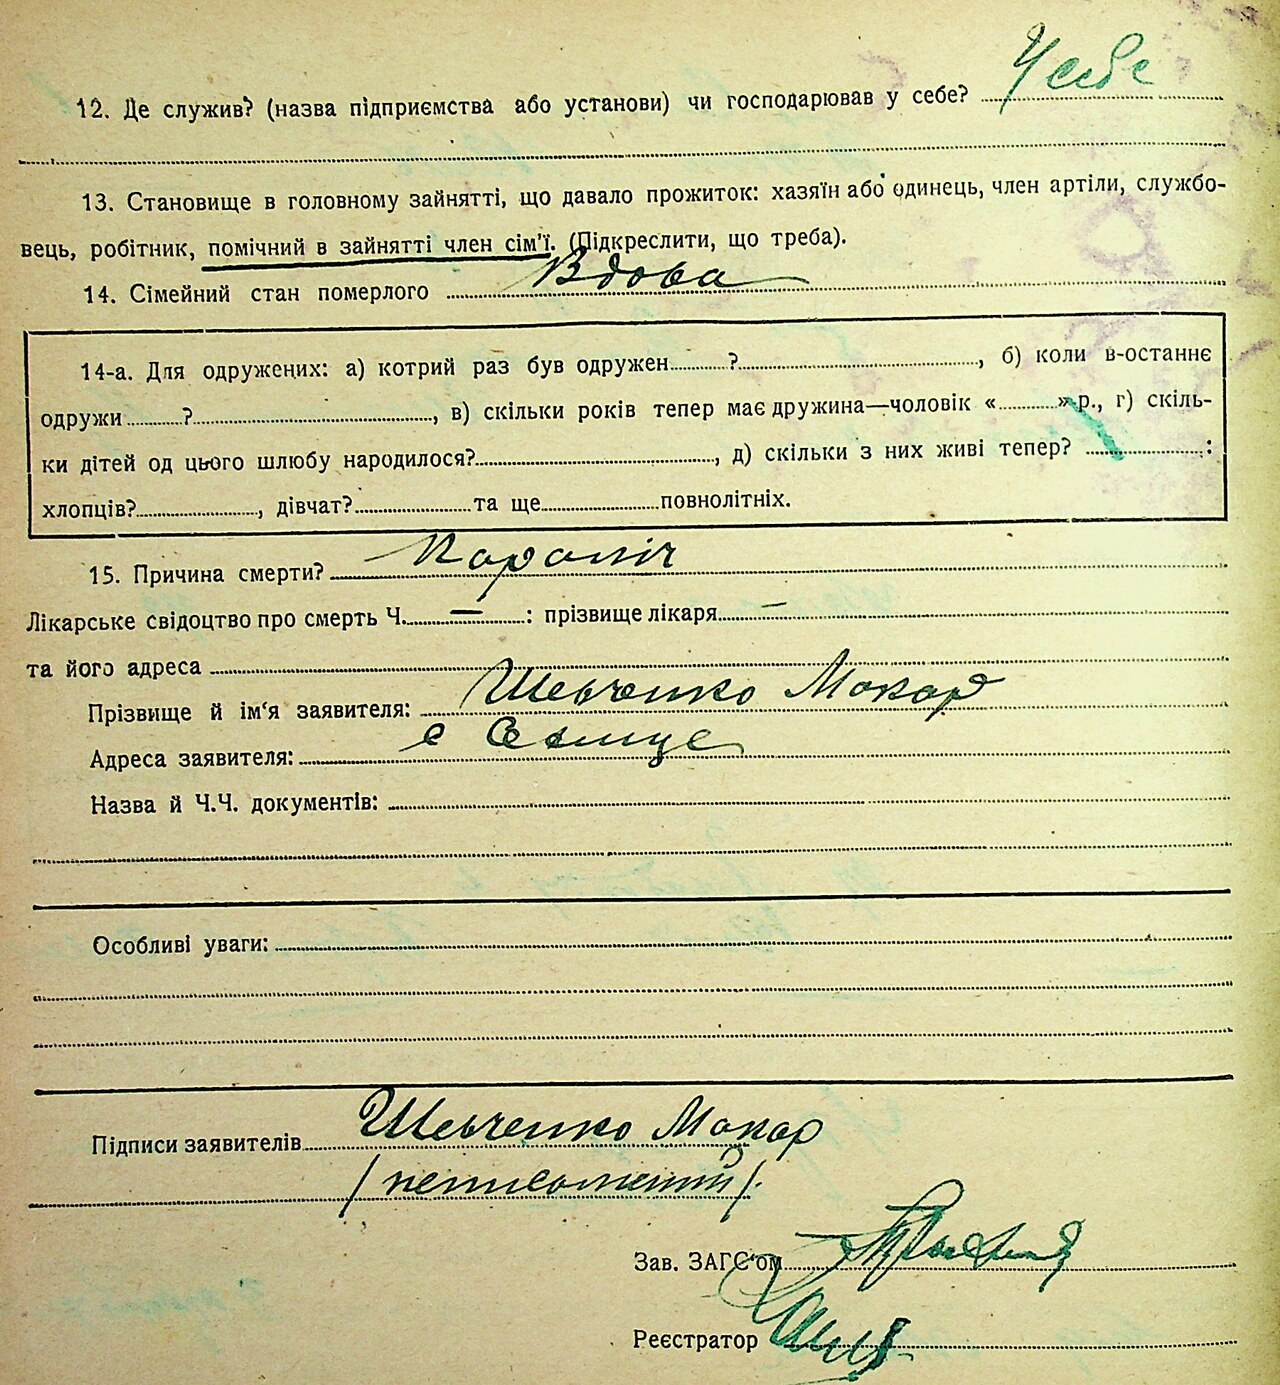 12. Де служив? (назва підприємства або установи) чи господарював у себе? У себе
13. Становище в головному зайнятті, що давало прожиток: хазяїн або одинець, член артіли, службо-
вець, робітник, помічний в зайнятті член сім'ї. (Підкреслити, що треба).
14. Сімейний стан померлого Вдова
14-а. Для одружених: а) котрий раз був одружен ? , б) коли в-останнє
одружи ? , в) скільки років тепер має дружина—чоловік « » р., г) скіль-
ки дітей од цього шлюбу народилося? , д) скільки з них живі тепер? :
хлопців? , дівчат? та ще повнолітніх.
15. Причина смерти? Параліч
Лікарське свідоцтво про смерть Ч. — : прізвище лікаря —
та його адреса
Прізвище й ім'я заявителя: Шевченко Макар
Адреса заявителя: с
Назва й Ч.Ч. документів:
Особливі уваги:
Підписи заявителів Шевченко Макар
/неписьменний/.
Зав. ЗАГС'ом
Реєстратор